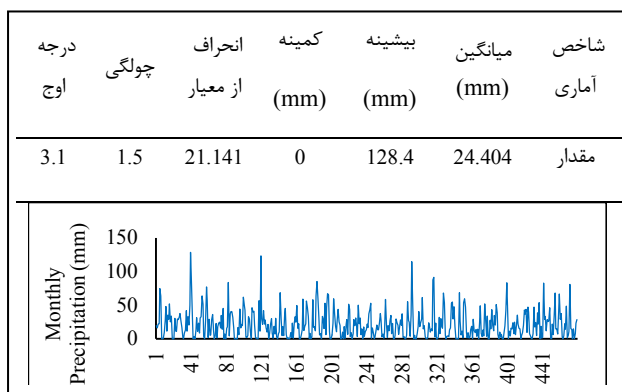 شاخص آماری	میانگین (mm)	بیشینه (mm)	کمینه (mm)	انحراف از معیار	چولگی	درجه اوج
مقدار	24.404	128.4	0	21.141	1.5	3.1
Monthly
Precipitation (mm)
150
100
50
0
1 41 81 121 161 201 241 281 321 361 401 441